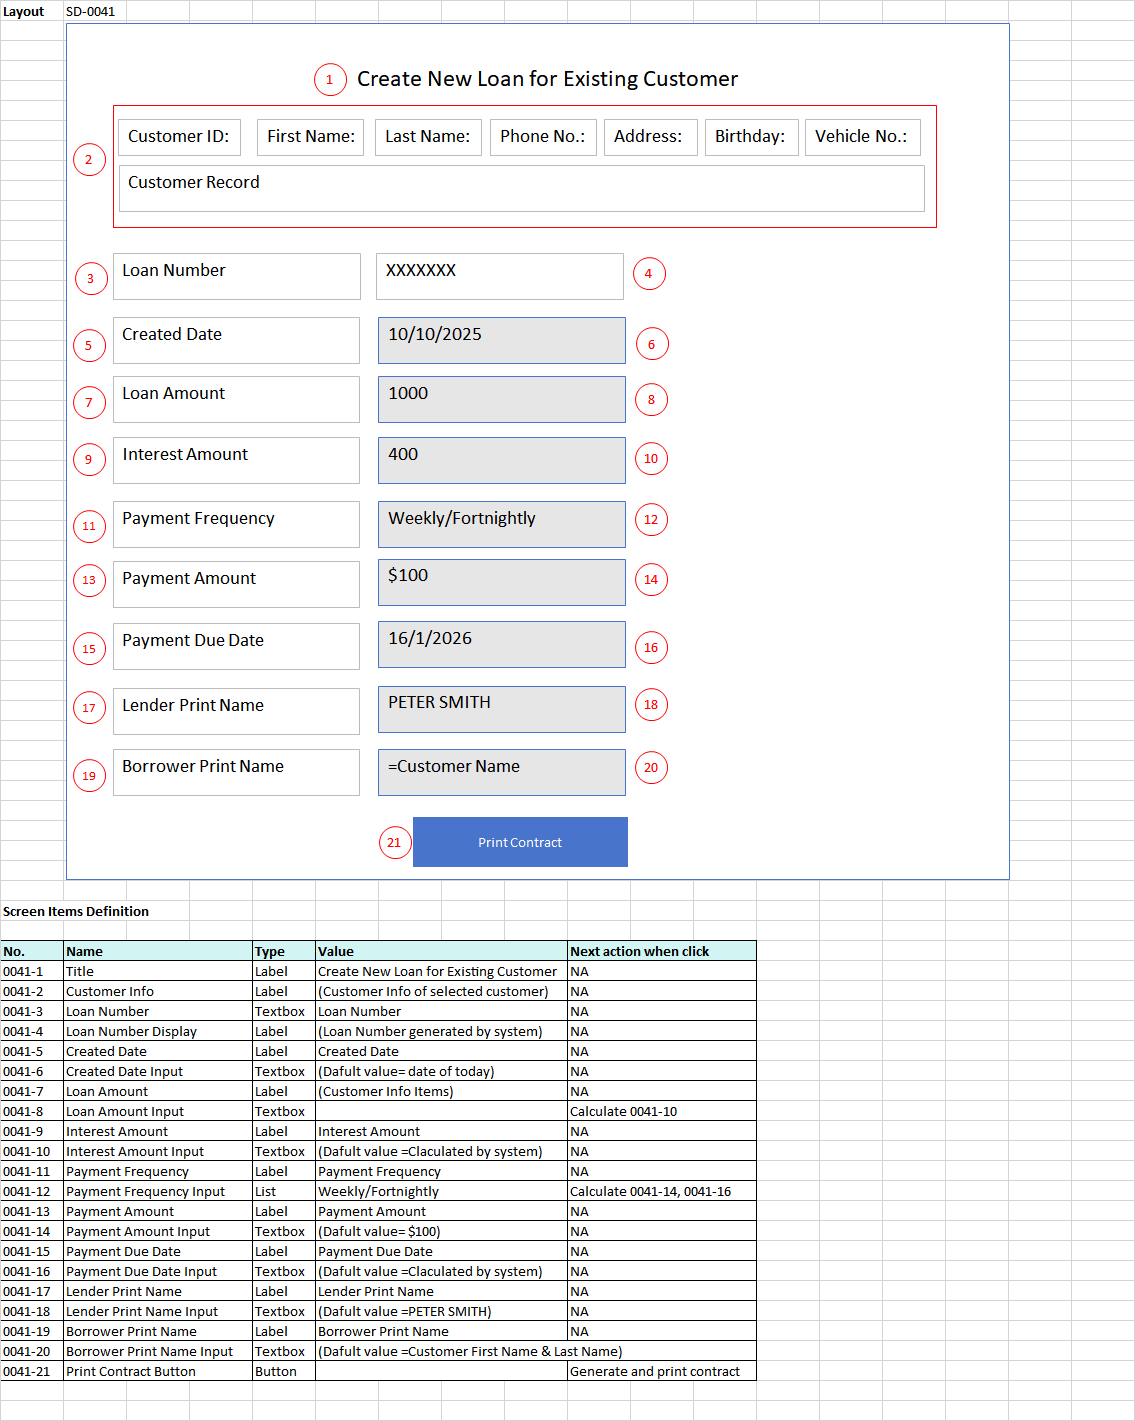 Layout SD-0041
1 Create New Loan for Existing Customer
2 Customer ID: First Name: Last Name: Phone No.: Address: Birthday: Vehicle No.:
Customer Record
3 Loan Number XXXXXXX 4
5 Created Date 10/10/2025 6
7 Loan Amount 1000 8
9 Interest Amount 400 10
11 Payment Frequency Weekly/Fortnightly 12
13 Payment Amount $100 14
15 Payment Due Date 16/1/2026 16
17 Lender Print Name PETER SMITH 18
19 Borrower Print Name =Customer Name 20
21 Print Contract
Screen Items Definition
No. Name Type Value Next action when click
0041-1 Title Label Create New Loan for Existing Customer NA
0041-2 Customer Info Label (Customer Info of selected customer) NA
0041-3 Loan Number Textbox Loan Number NA
0041-4 Loan Number Display Label (Loan Number generated by system) NA
0041-5 Created Date Label Created Date NA
0041-6 Created Date Input Textbox (Dafult value= date of today) NA
0041-7 Loan Amount Label (Customer Info Items) NA
0041-8 Loan Amount Input Textbox Calculate 0041-10
0041-9 Interest Amount Label Interest Amount NA
0041-10 Interest Amount Input Textbox (Dafult value =Claculated by system) NA
0041-11 Payment Frequency Label Payment Frequency NA
0041-12 Payment Frequency Input List Weekly/Fortnightly Calculate 0041-14, 0041-16
0041-13 Payment Amount Label Payment Amount NA
0041-14 Payment Amount Input Textbox (Dafult value= $100) NA
0041-15 Payment Due Date Label Payment Due Date NA
0041-16 Payment Due Date Input Textbox (Dafult value =Claculated by system) NA
0041-17 Lender Print Name Label Lender Print Name NA
0041-18 Lender Print Name Input Textbox (Dafult value =PETER SMITH) NA
0041-19 Borrower Print Name Label Borrower Print Name NA
0041-20 Borrower Print Name Input Textbox (Dafult value =Customer First Name & Last Name)
0041-21 Print Contract Button Button Generate and print contract